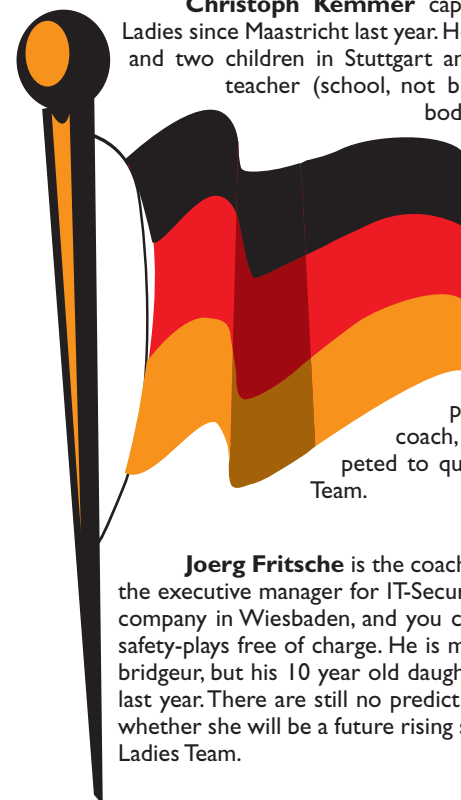 Christoph Kemmer cap
Ladies since Maastricht last year. H
and two children in Stuttgart ar
teacher (school, not b
bod
p
coach,
peted to qu
Team.
Joerg Fritsche is the coach
the executive manager for IT-Secur
company in Wiesbaden, and you c
safety-plays free of charge. He is m
bridgeur, but his 10 year old daugh
last year. There are still no predict
whether she will be a future rising s
Ladies Team.